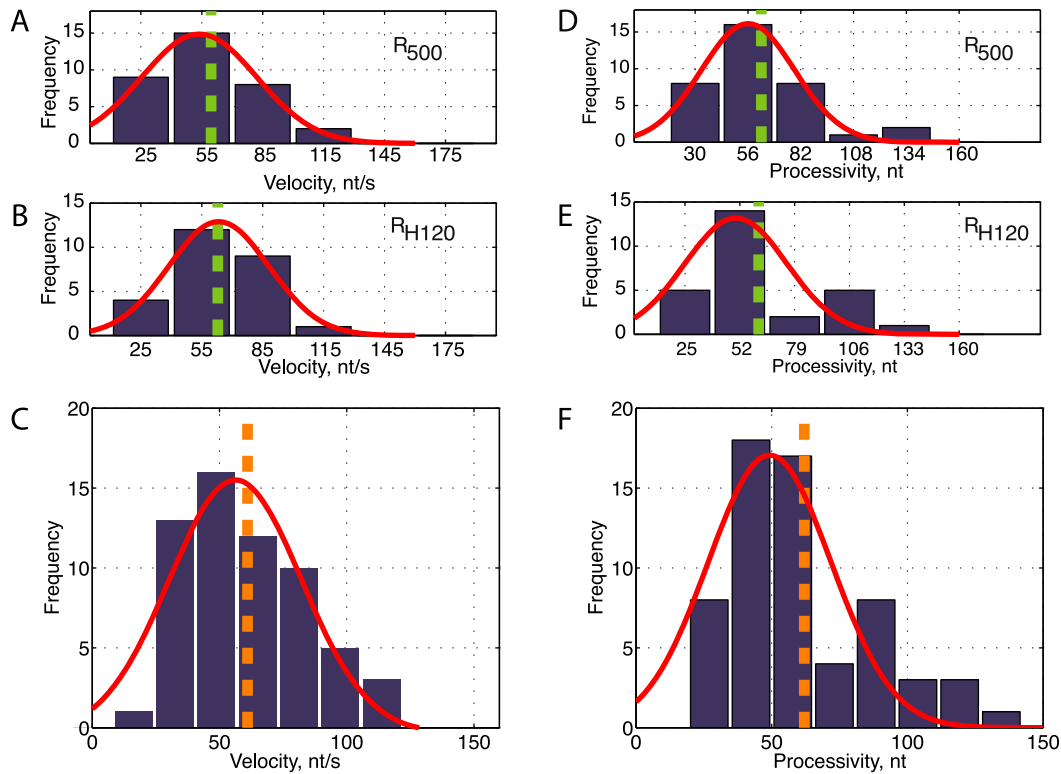 A
R500
Frequency
15
10
5
0
25 55 85 115 145 175
Velocity, nt/s
B
RH120
Frequency
15
10
5
0
25 55 85 115 145 175
Velocity, nt/s
C
Frequency
20
15
10
5
0
0 50 100 150
Velocity, nt/s
D
R500
Frequency
15
10
5
0
30 56 82 108 134 160
Processivity, nt
E
RH120
Frequency
15
10
5
0
25 52 79 106 133 160
Processivity, nt
F
Frequency
20
15
10
5
0
0 50 100 150
Processivity, nt